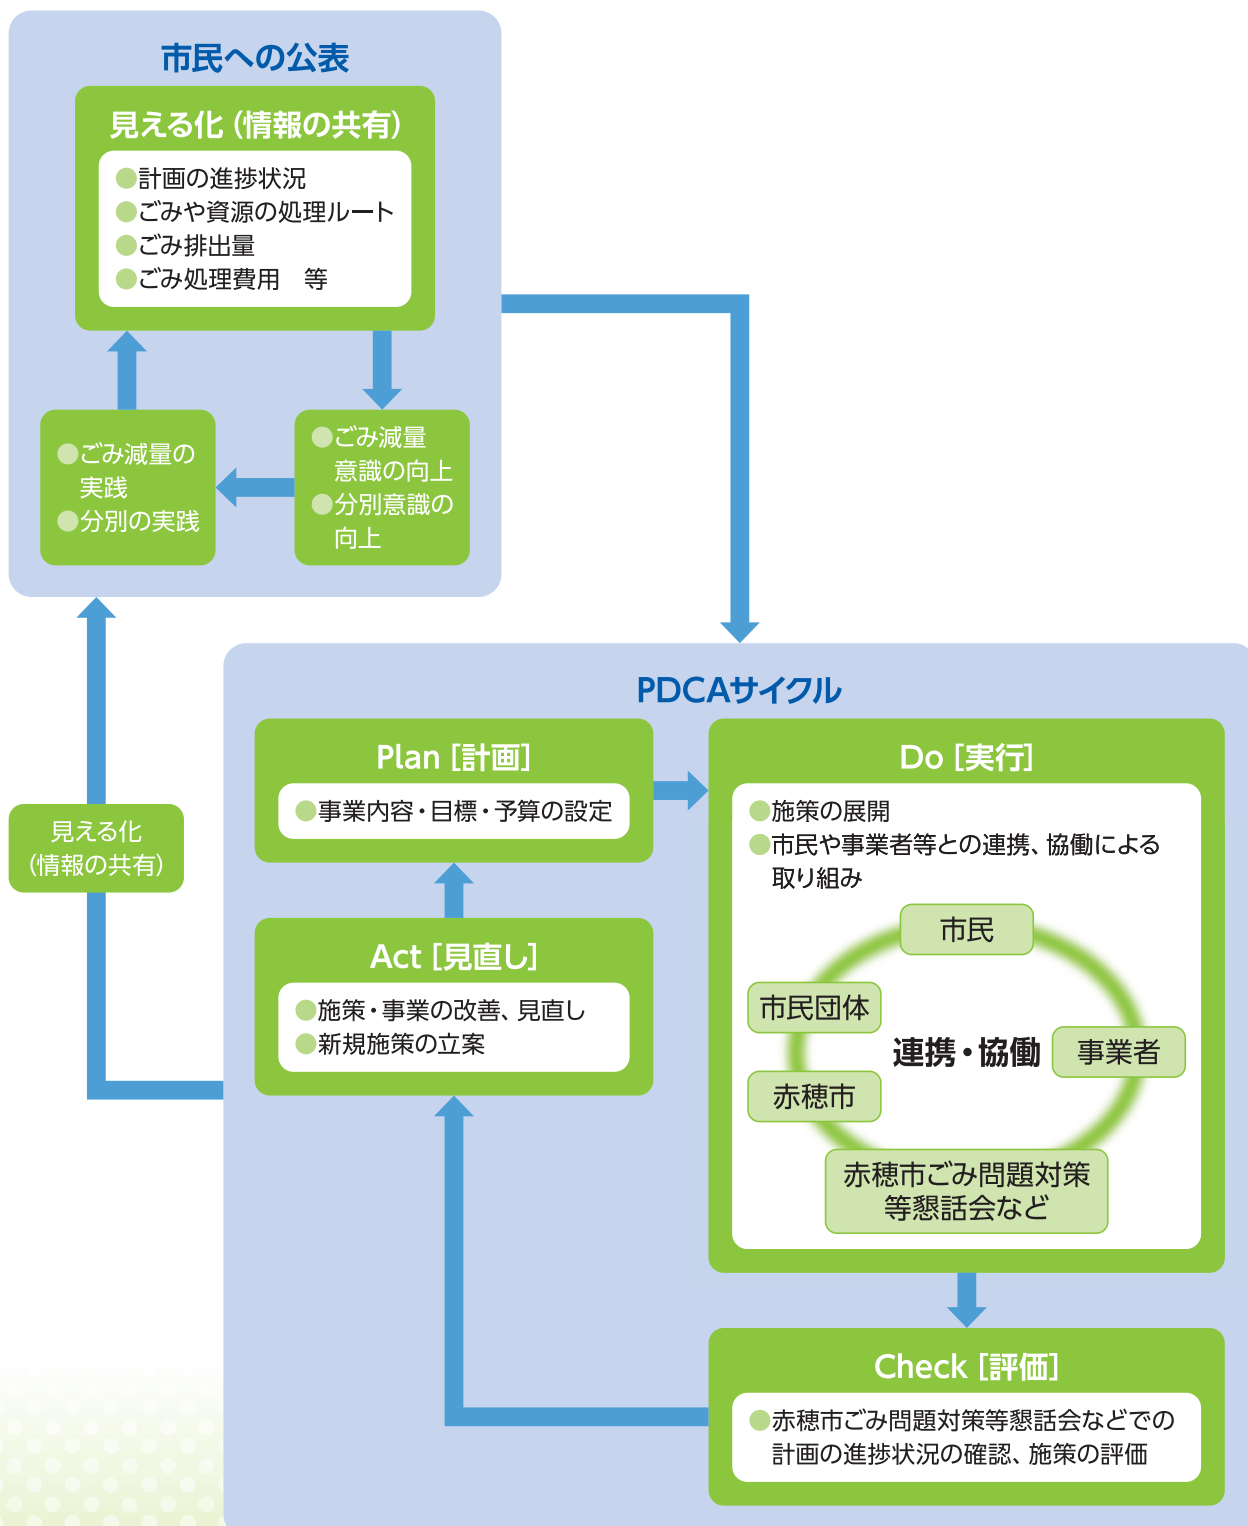 市民への公表
見える化（情報の共有）
●計画の進捗状況
●ごみや資源の処理ルート
●ごみ排出量
●ごみ処理費用　等
●ごみ減量の
実践
●分別の実践
●ごみ減量
意識の向上
●分別意識の
向上
見える化
（情報の共有）
PDCAサイクル
Plan［計画］
●事業内容・目標・予算の設定
Do［実行］
●施策の展開
●市民や事業者等との連携、協働による
取り組み
市民
市民団体
連携・協働
事業者
赤穂市
赤穂市ごみ問題対策
等懇話会など
Act［見直し］
●施策・事業の改善、見直し
●新規施策の立案
Check［評価］
●赤穂市ごみ問題対策等懇話会などでの
計画の進捗状況の確認、施策の評価